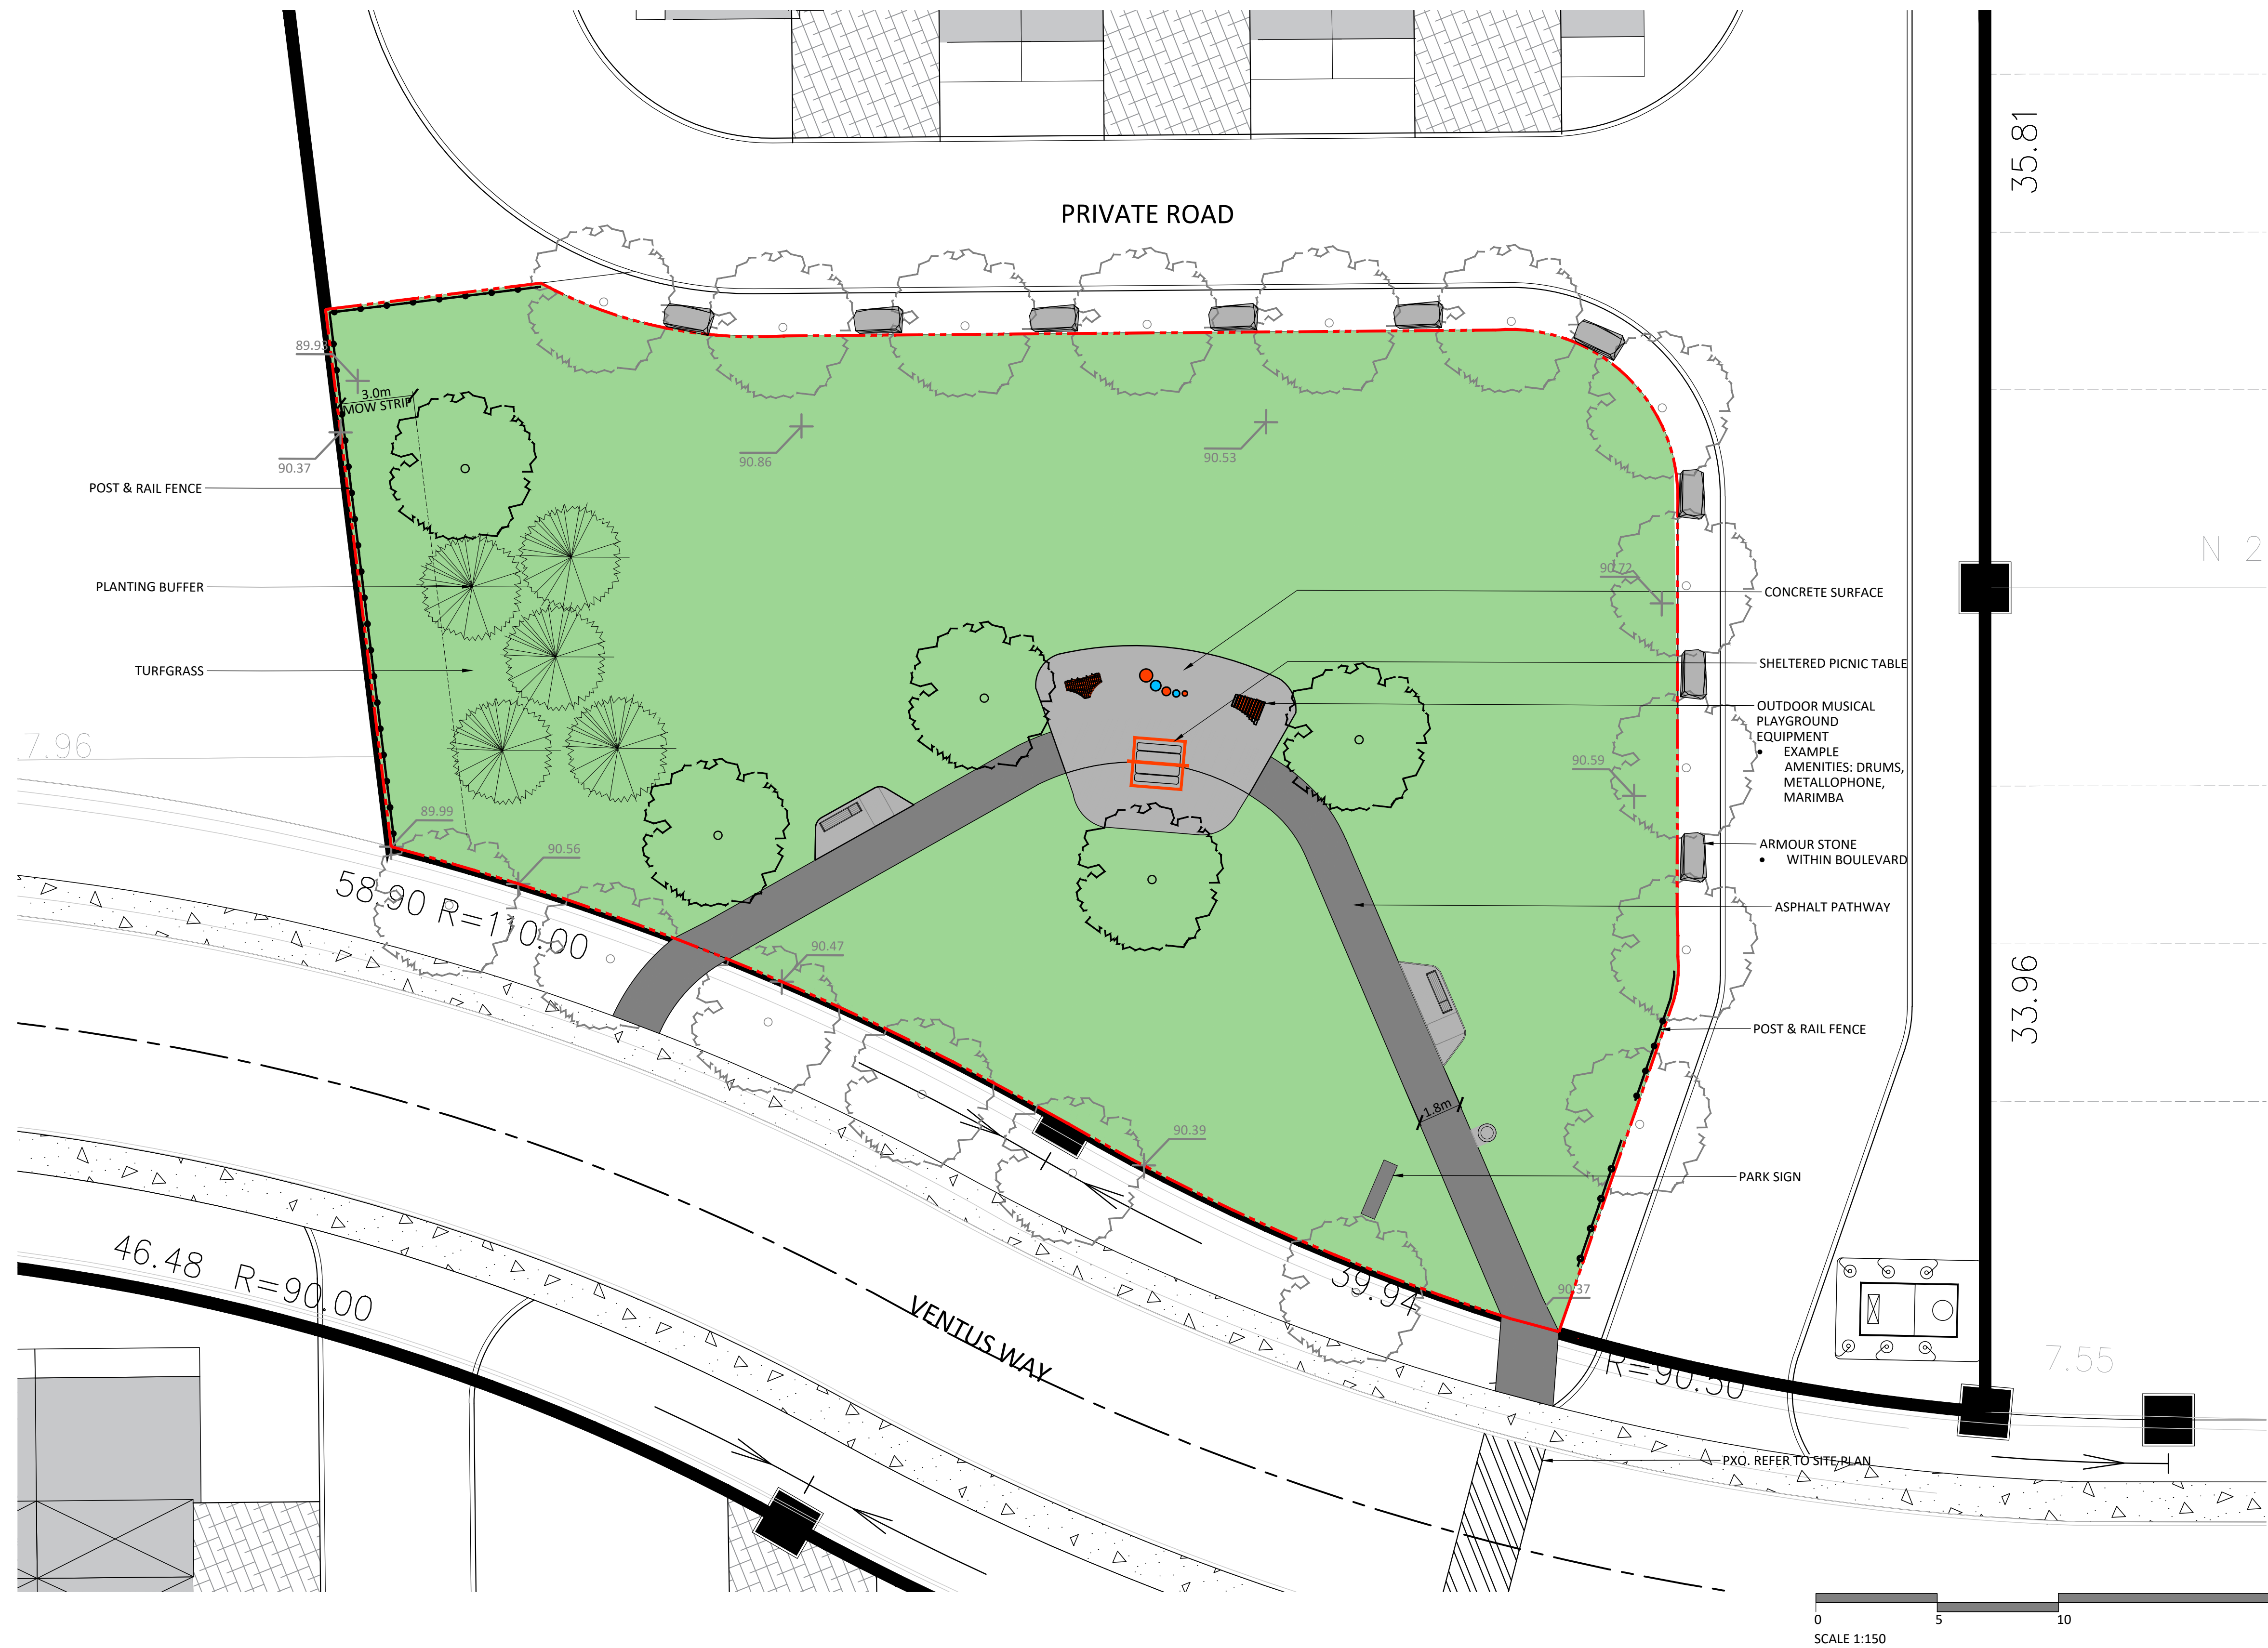 35.81
PRIVATE ROAD
89.9
3.0m
MOW STRIP
90.37
90.86
90.53
POST & RAIL FENCE
N 2
90.72
PLANTING BUFFER
CONCRETE SURFACE
TURFGRASS
SHELTERED PICNIC TABLE
OUTDOOR MUSICAL
PLAYGROUND
EQUIPMENT
• EXAMPLE
AMENITIES: DRUMS,
METALLOPHONE,
MARIMBA
7.96
90.59
89.99
90.56
ARMOUR STONE
• WITHIN BOULEVARD
58.90 R=110.00
ASPHALT PATHWAY
90.47
33.96
POST & RAIL FENCE
1.8m
90.39
PARK SIGN
46.48 R=90.00
39.94
90.37
VENTUS WAY
R=90.50
7.55
PXO. REFER TO SITE PLAN
0 5 10
SCALE 1:150